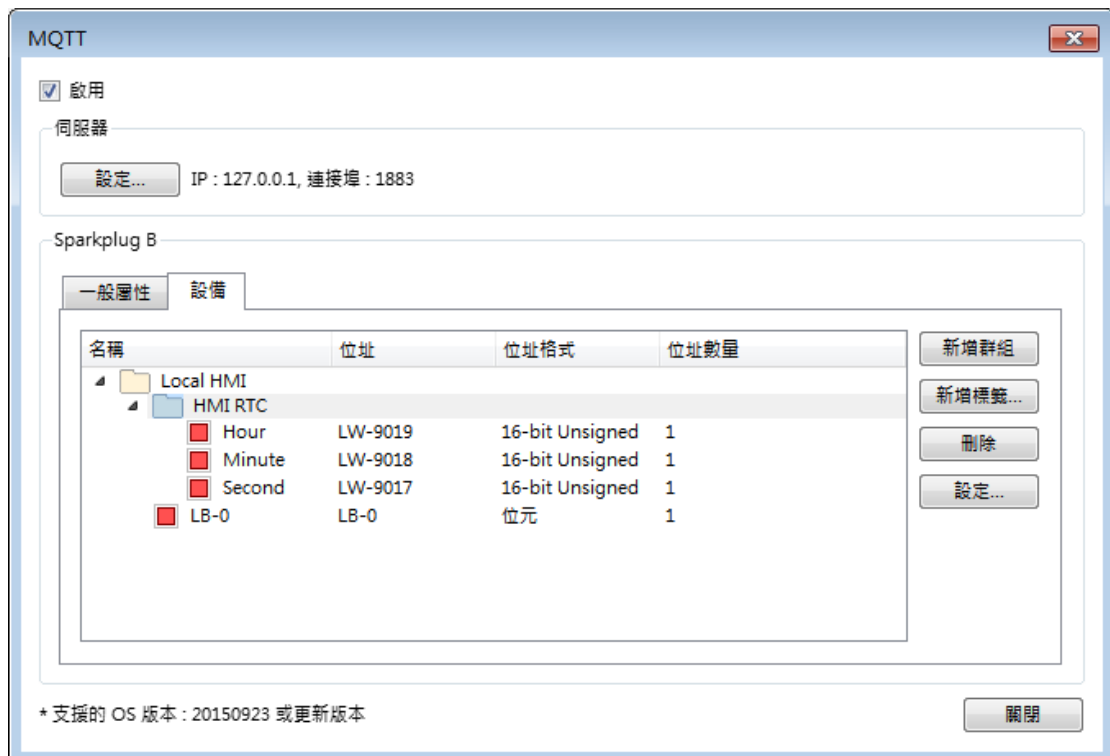 MQTT
啟用
伺服器
設定... IP : 127.0.0.1, 連接埠 : 1883
Sparkplug B
一般屬性 設備
名稱 位址 位址格式 位址數量 新增群組
Local HMI
HMI RTC 新增標籤...
Hour LW-9019 16-bit Unsigned 1 刪除
Minute LW-9018 16-bit Unsigned 1
Second LW-9017 16-bit Unsigned 1 設定...
LB-0 LB-0 位元 1
* 支援的 OS 版本 : 20150923 或更新版本 關閉